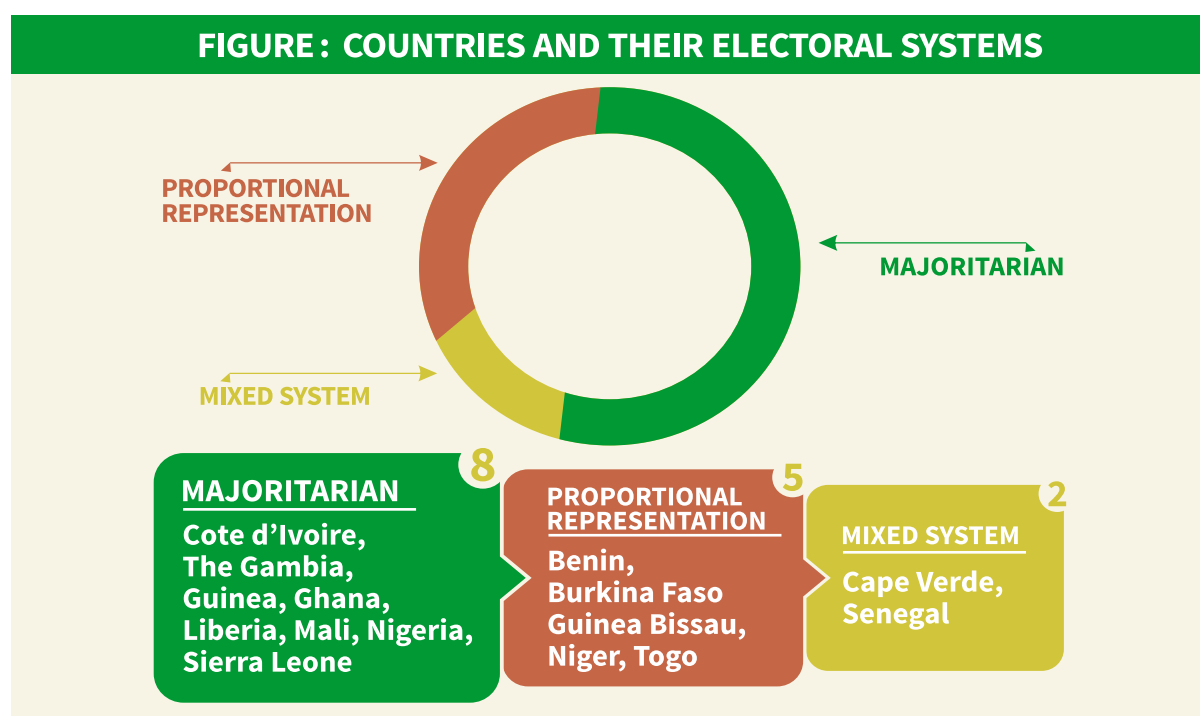 FIGURE: COUNTRIES AND THEIR ELECTORAL SYSTEMS
PROPORTIONAL
REPRESENTATION
MAJORITARIAN
MIXED SYSTEM
8
MAJORITARIAN
Cote d’Ivoire,
The Gambia,
Guinea, Ghana,
Liberia, Mali, Nigeria,
Sierra Leone
5
PROPORTIONAL
REPRESENTATION
Benin,
Burkina Faso
Guinea Bissau,
Niger, Togo
2
MIXED SYSTEM
Cape Verde,
Senegal